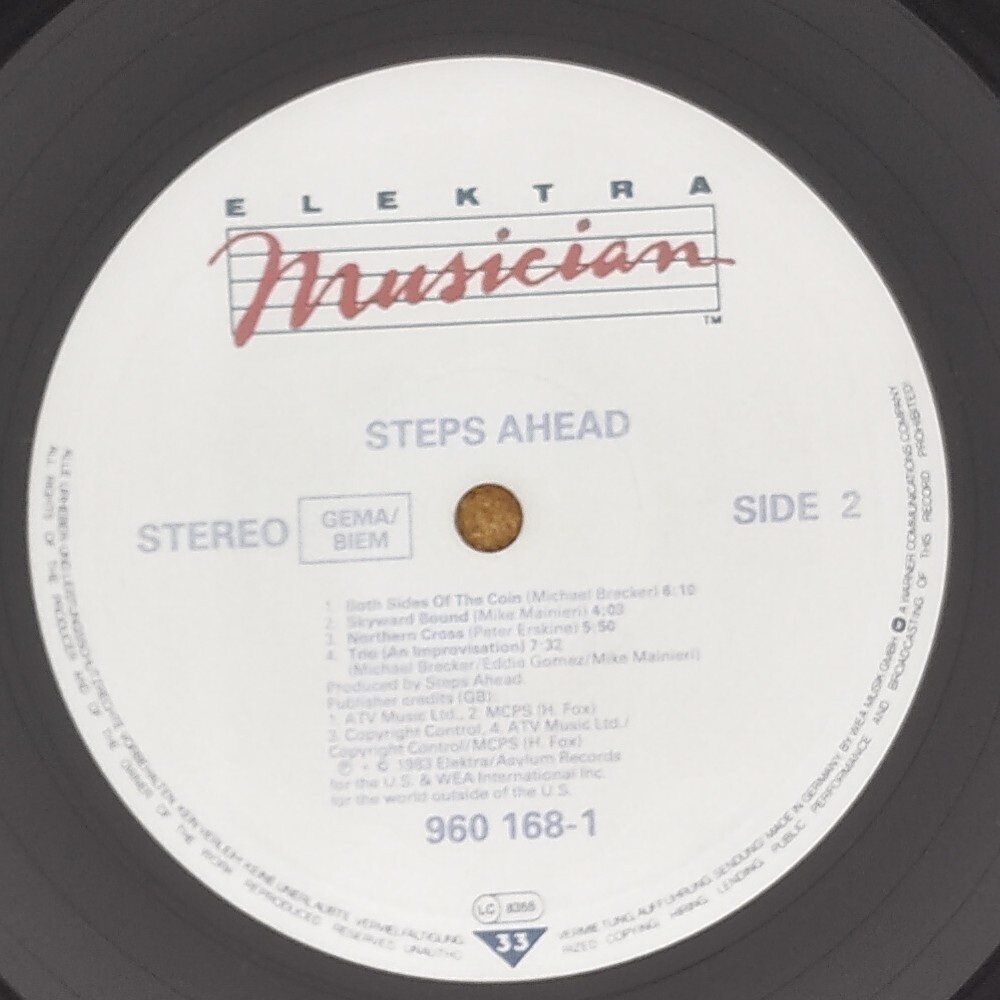 ELEKTRA
Musician
TM
STEPS AHEAD
STEREO
GEMA/
BIEM
SIDE 2
1. Both Sides Of The Coin (Michael Brecker) 6:10
2. Skyward Bound (Mike Mainieri) 4:03
3. Northern Cross (Peter Erskine) 5:50
4. Trio (An Improvisation) 7:32
(Michael Brecker/Eddie Gomez/Mike Mainieri)
Produced by Steps Ahead
Publisher credits (GB):
1. ATV Music Ltd., 2. MCPS (H. Fox)
3. Copyright Control, 4. ATV Music Ltd./
Copyright Control/MCPS (H. Fox)
℗ + © 1983 Elektra/Asylum Records
for the U.S. & WEA International Inc.
for the world outside of the U.S.
960 168-1
LC 8368
33
ALLE URHEBER- UND LEISTUNGSSCHUTZRECHTE VORBEHALTEN. KEIN VERLEIH! KEINE UNERLAUBTE VERVIELFÄLTIGUNG, VERMIETUNG, AUFFÜHRUNG, SENDUNG! MADE IN GERMANY BY WEA MUSIK GMBH A WARNER COMMUNICATIONS COMPANY
ALL RIGHTS OF THE PRODUCER AND OF THE OWNER OF THE WORK REPRODUCED RESERVED UNAUTHORIZED COPYING, HIRING, LENDING, PUBLIC PERFORMANCE AND BROADCASTING OF THIS RECORD PROHIBITED!